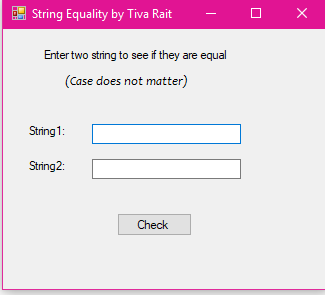 String Equality by Tiva Rait
Enter two string to see if they are equal
(Case does not matter)
String1:
String2:
Check